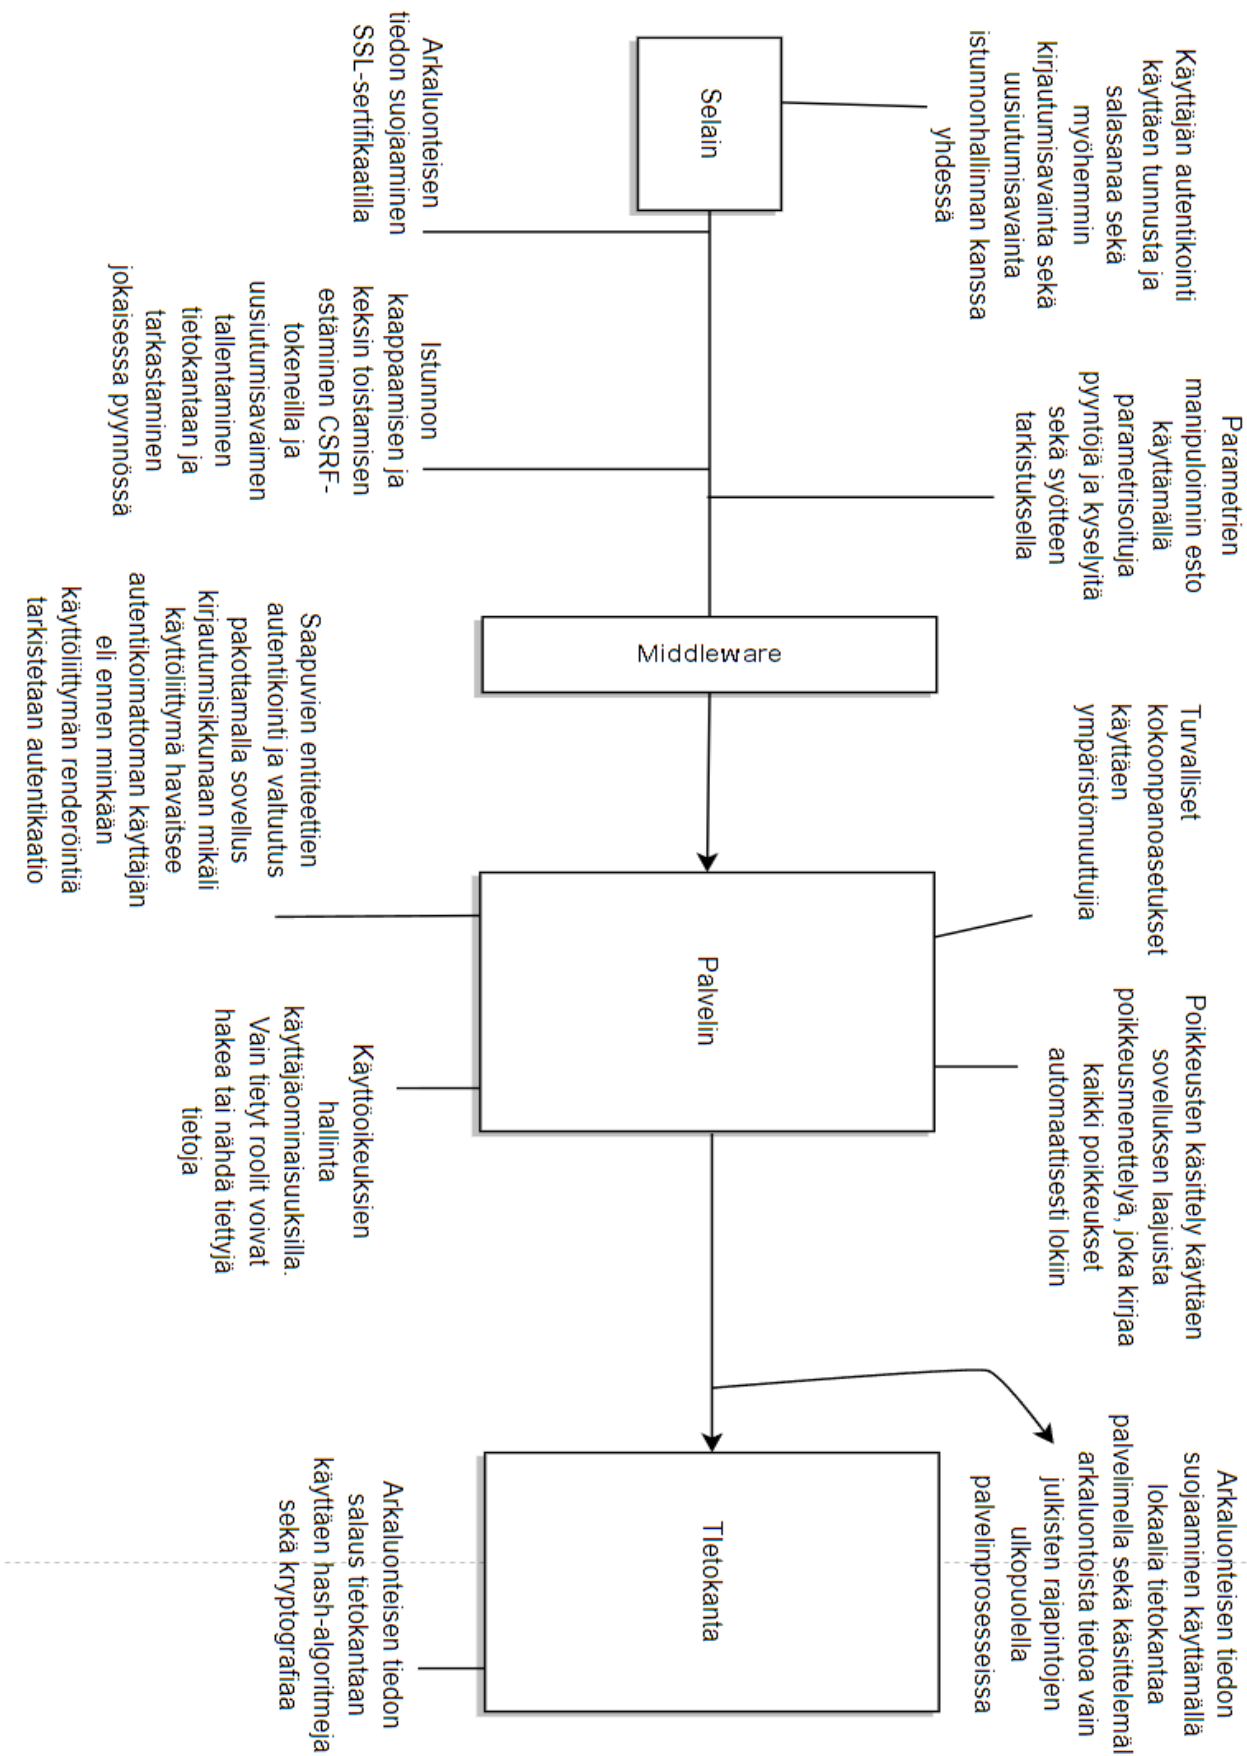 Käyttäjän autentikointi
käyttäen tunnusta ja
salasanaa sekä
myöhemmin
kirjautumisavainta sekä
uusiutumisavainta
istunnonhallinnan kanssa
yhdessä
Parametrien
manipuloinnin esto
käyttämällä
parametrisoituja
pyyntöjä ja kyselyitä
sekä syötteen
tarkistuksella
Turvalliset
kokoonpanoasetukset
käyttäen
ympäristömuuttujia
Poikkeusten käsittely käyttäen
sovelluksen laajuista
poikkeusmenettelyä, joka kirjaa
kaikki poikkeukset
automaattisesti lokiin
Arkaluonteisen tiedon
suojaaminen käyttämällä
lokaalia tietokantaa
palvelimella sekä käsittelemäl
arkaluontoista tietoa vain
julkisten rajapintojen
ulkopuolella
palvelinprosesseissa
Selain
Middleware
Palvelin
TIetokanta
Arkaluonteisen
tiedon suojaaminen
SSL-sertifikaatilla
Istunnon
kaappaamisen ja
keksin toistamisen
estäminen CSRF-
tokeneilla ja
uusiutumisavaimen
tallentaminen
tietokantaan ja
tarkastaminen
jokaisessa pyynnössä
Saapuvien entiteettien
autentikointi ja valtuutus
pakottamalla sovellus
kirjautumisikkunaan mikäli
käyttöliittymä havaitsee
autentikoimattoman käyttäjän
eli ennen minkään
käyttöliittymän renderöintiä
tarkistetaan autentikaatio
Käyttöoikeuksien
hallinta
käyttäjäominaisuuksilla.
Vain tietyt roolit voivat
hakea tai nähdä tiettyjä
tietoja
Arkaluonteisen tiedon
salaus tietokantaan
käyttäen hash-algoritmeja
sekä kryptografiaa